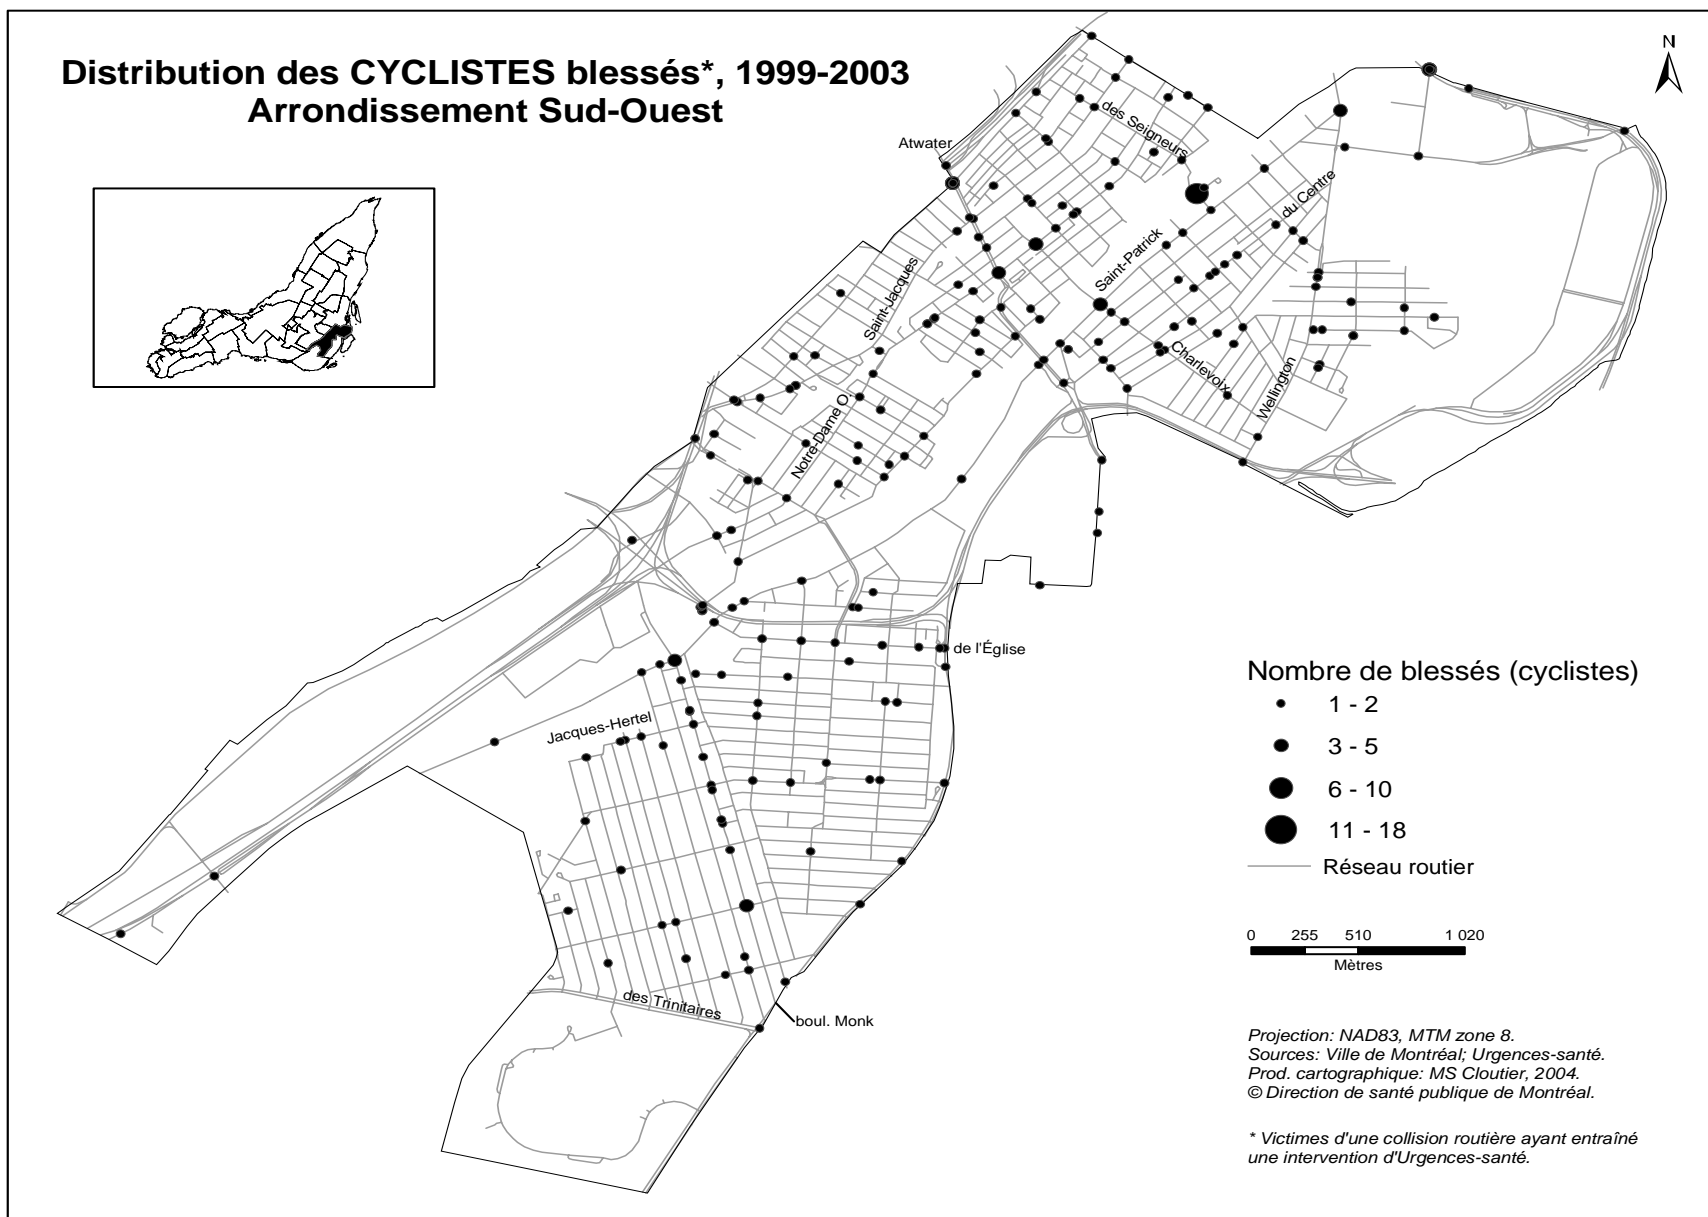 Distribution des CYCLISTES blessés*, 1999-2003
Arrondissement Sud-Ouest
N
Atwater
des Seigneurs
du Centre
Saint-Patrick
Saint-Jacques
Charlevoix
Wellington
Notre-Dame O.
de l'Église
Jacques-Hertel
des Trinitaires
boul. Monk
Nombre de blessés (cyclistes)
1 - 2
3 - 5
6 - 10
11 - 18
Réseau routier
0 255 510 1 020
Mètres
Projection: NAD83, MTM zone 8.
Sources: Ville de Montréal; Urgences-santé.
Prod. cartographique: MS Cloutier, 2004.
© Direction de santé publique de Montréal.
* Victimes d'une collision routière ayant entraîné
une intervention d'Urgences-santé.